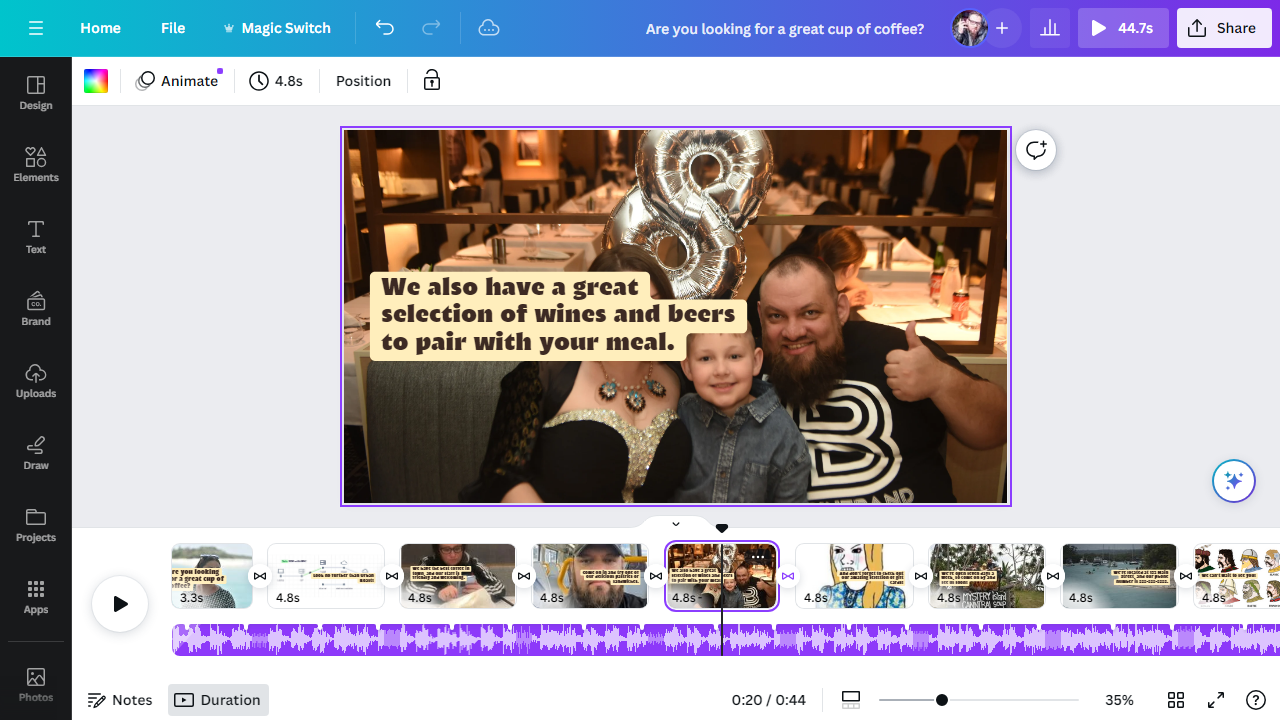 Home
File
Magic Switch
Are you looking for a great cup of coffee?
44.7s
Share
Animate
4.8s
Position
Design
Elements
Text
CO.
Brand
Uploads
Draw
Projects
Apps
Photos
We also have a great
selection of wines and beers
to pair with your meal.
3.3s
4.8s
4.8s
4.8s
4.8s
4.8s
4.8s
4.8s
4.8s
Notes
Duration
0:20 / 0:44
35%